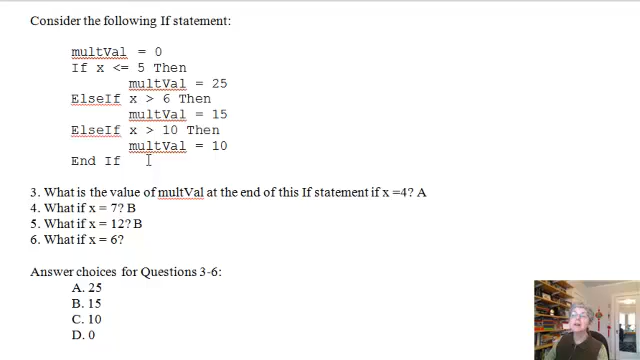 Consider the following If statement:
multVal = 0
If x <= 5 Then
multVal = 25
ElseIf x > 6 Then
multVal = 15
ElseIf x > 10 Then
multVal = 10
End If
3. What is the value of multVal at the end of this If statement if x =4? A
4. What if x = 7? B
5. What if x = 12? B
6. What if x = 6?
Answer choices for Questions 3-6:
A. 25
B. 15
C. 10
D. 0